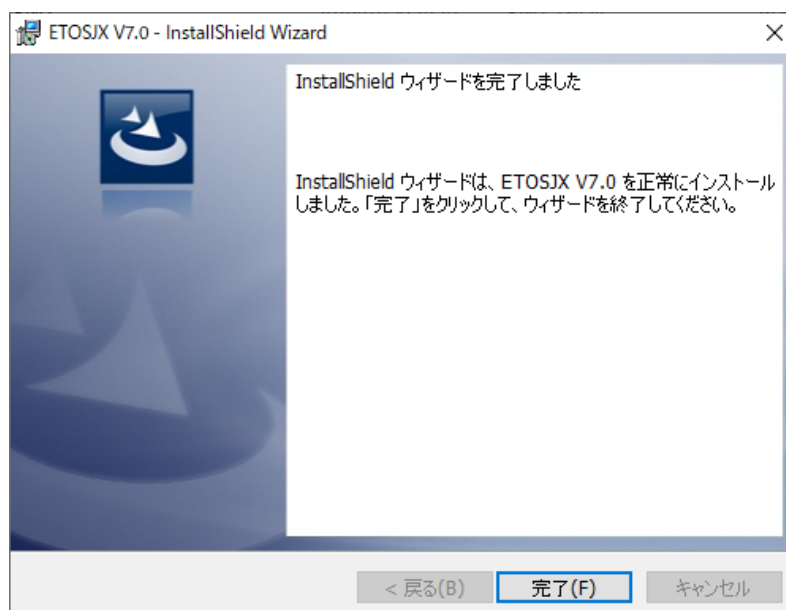 ETOSJX V7.0 - InstallShield Wizard
InstallShield ウィザードを完了しました
InstallShield ウィザードは、ETOSJX V7.0 を正常にインストール
しました。「完了」をクリックして、ウィザードを終了してください。
< 戻る(B)
完了(F)
キャンセル